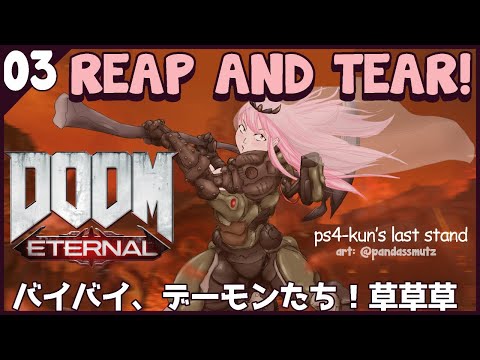 03 REAP AND TEAR!
DOOM
ETERNAL
ps4-kun's last stand
art: @pandassmutz
バイバイ、デーモンたち！草草草